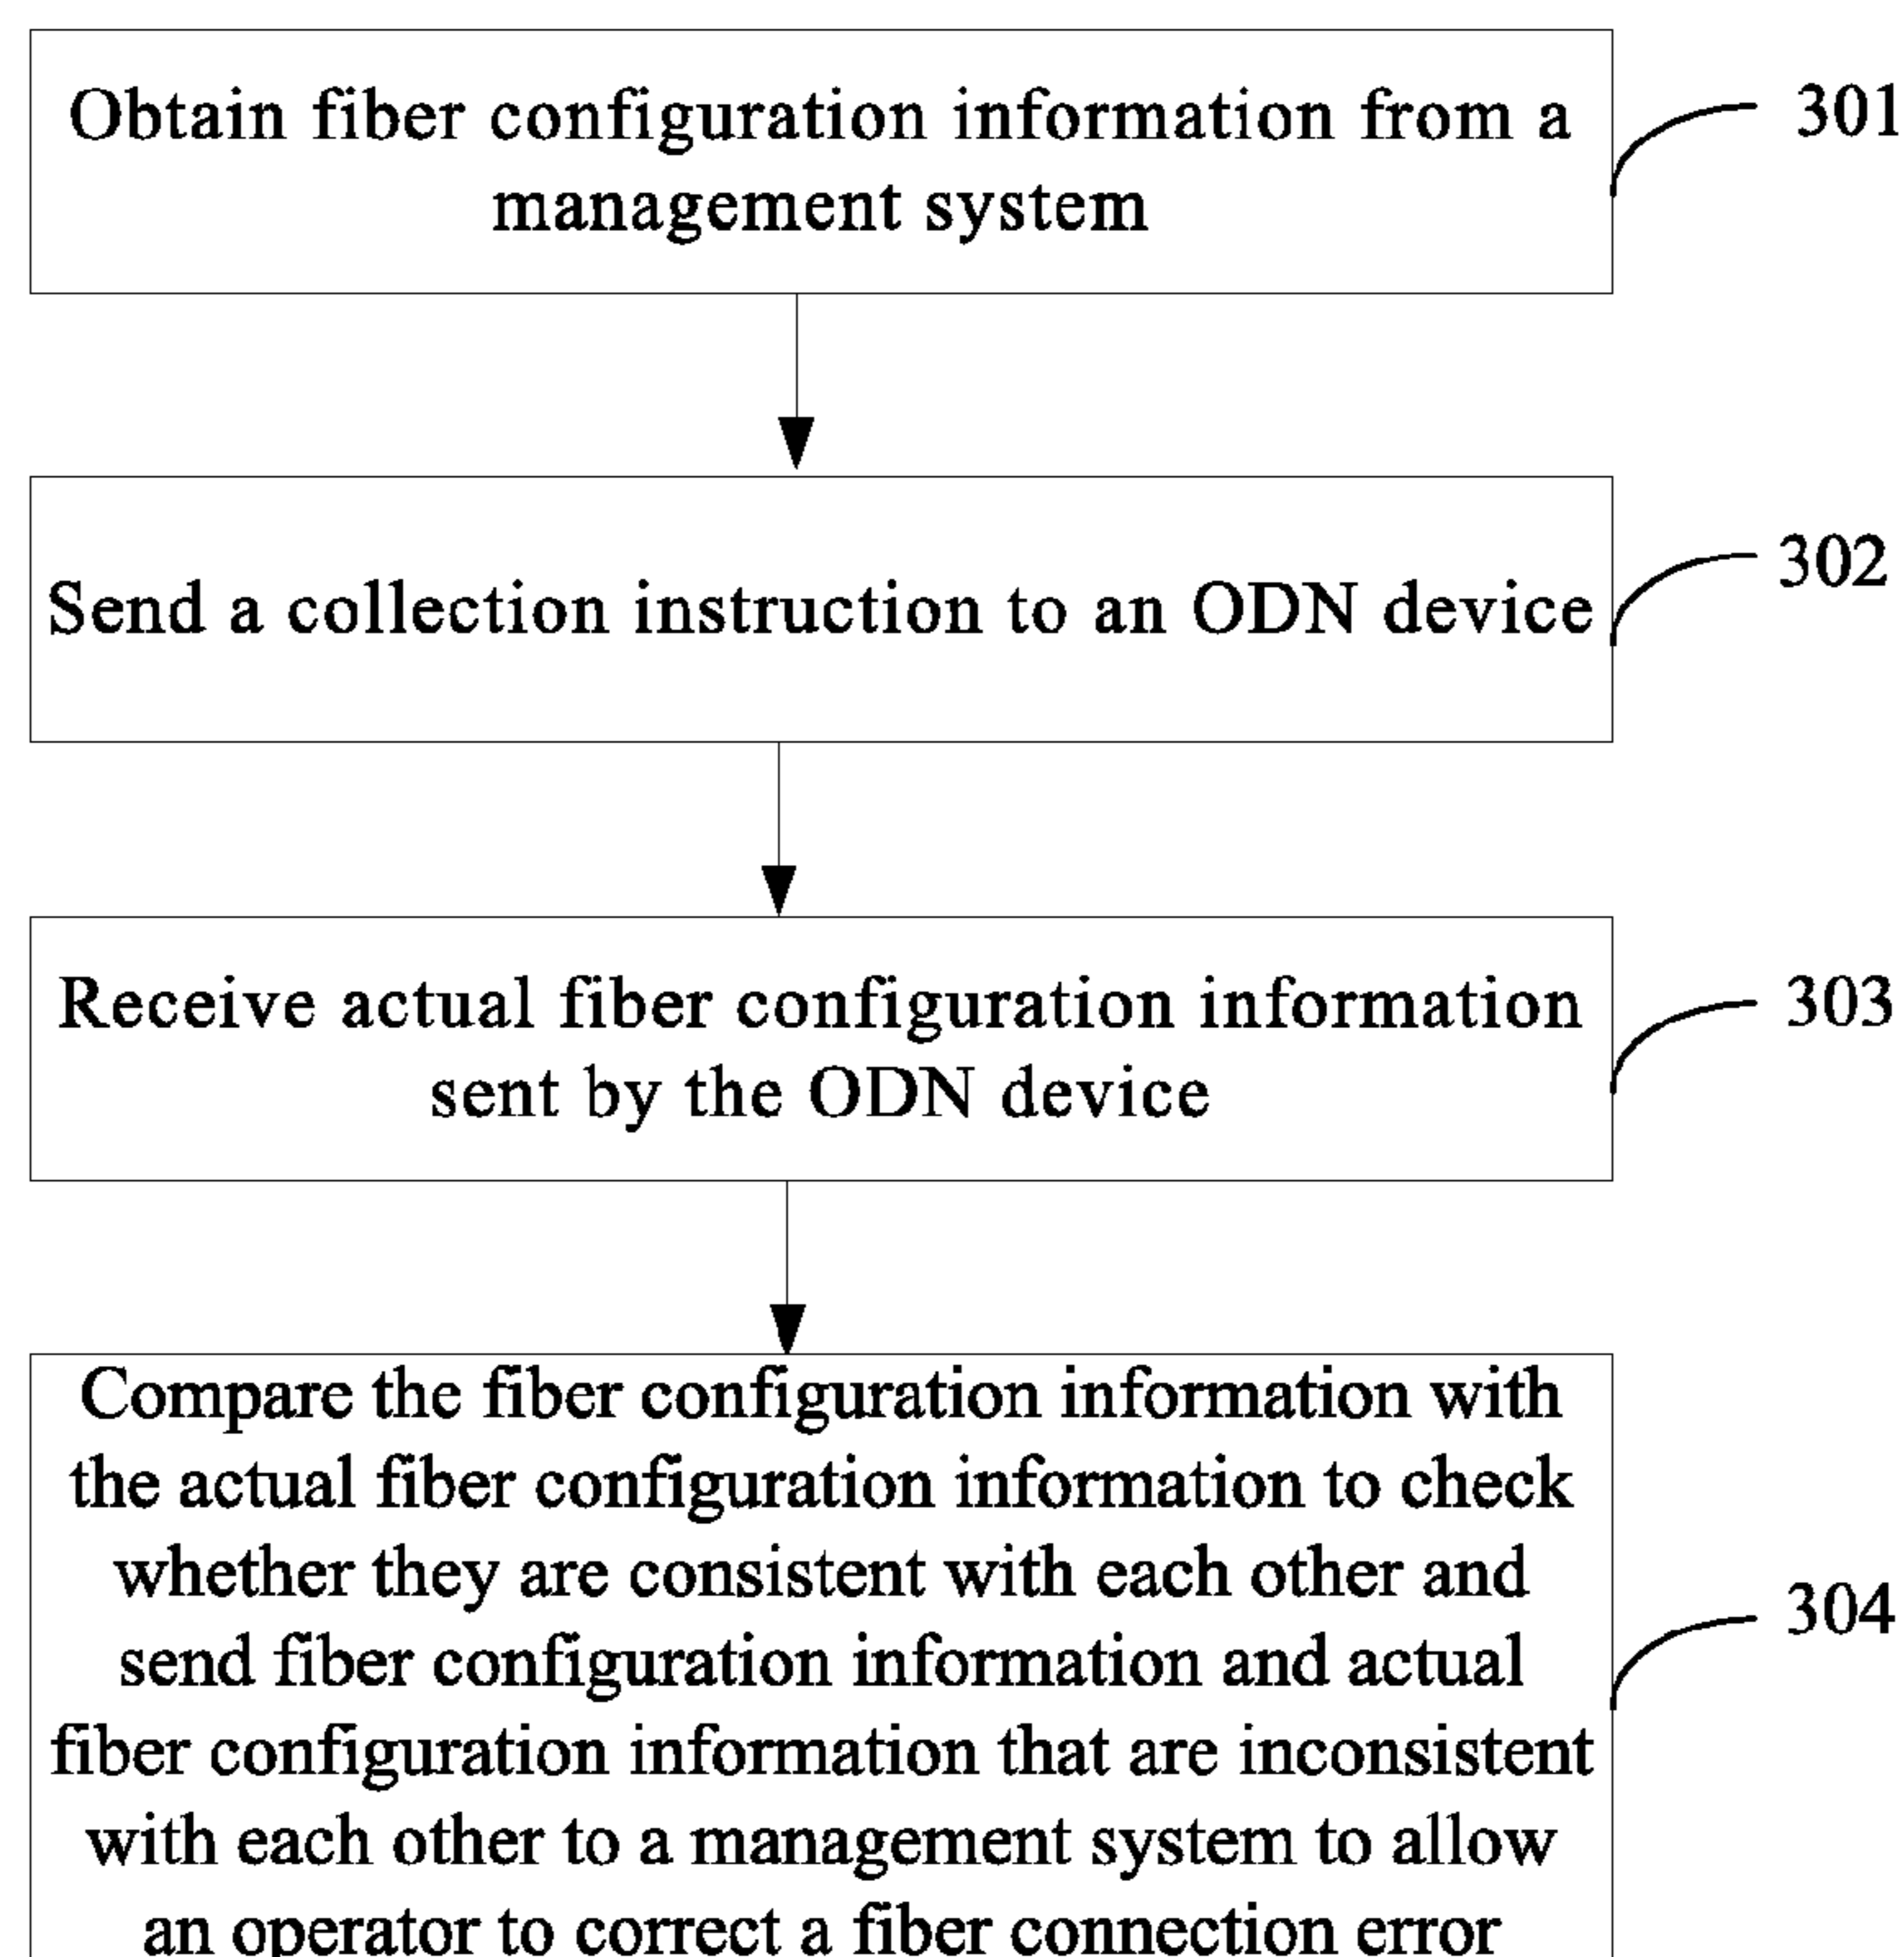 Obtain fiber configuration information from a
management system
301
Send a collection instruction to an ODN device
302
Receive actual fiber configuration information
sent by the ODN device
303
Compare the fiber configuration information with
the actual fiber configuration information to check
whether they are consistent with each other and
send fiber configuration information and actual
fiber configuration information that are inconsistent
with each other to a management system to allow
an operator to correct a fiber connection error
304